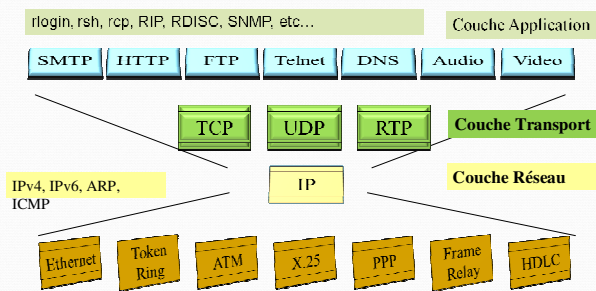 rlogin, rsh, rcp, RIP, RDISC, SNMP, etc…
Couche Application
SMTP HTTP FTP Telnet DNS Audio Video
TCP UDP RTP
Couche Transport
IPv4, IPv6, ARP,
ICMP
IP
Couche Réseau
Ethernet
Token
Ring
ATM
X.25
PPP
Frame
Relay
HDLC